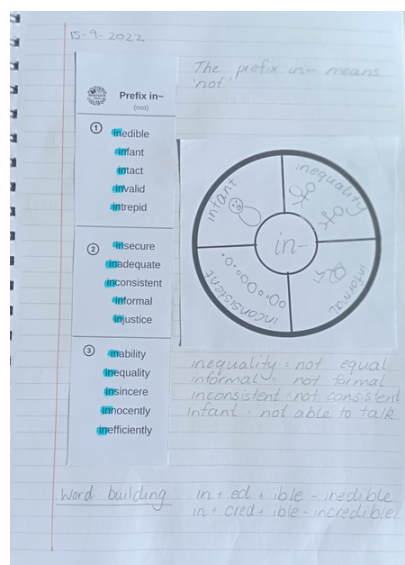 15-9-2022
The prefix in- means
'not'
Prefix in~
(not)
1
inedible
infant
intact
invalid
intrepid
2
insecure
inadequate
inconsistent
informal
injustice
3
inability
inequality
insincere
innocently
inefficiently
infant
inequality
in-
inconsistent
informal
inequality = not equal
informal - not formal
inconsistent - not consistent
infant - not able to talk
Word building
in + ed + ible - inedible
in + cred + ible - incredible